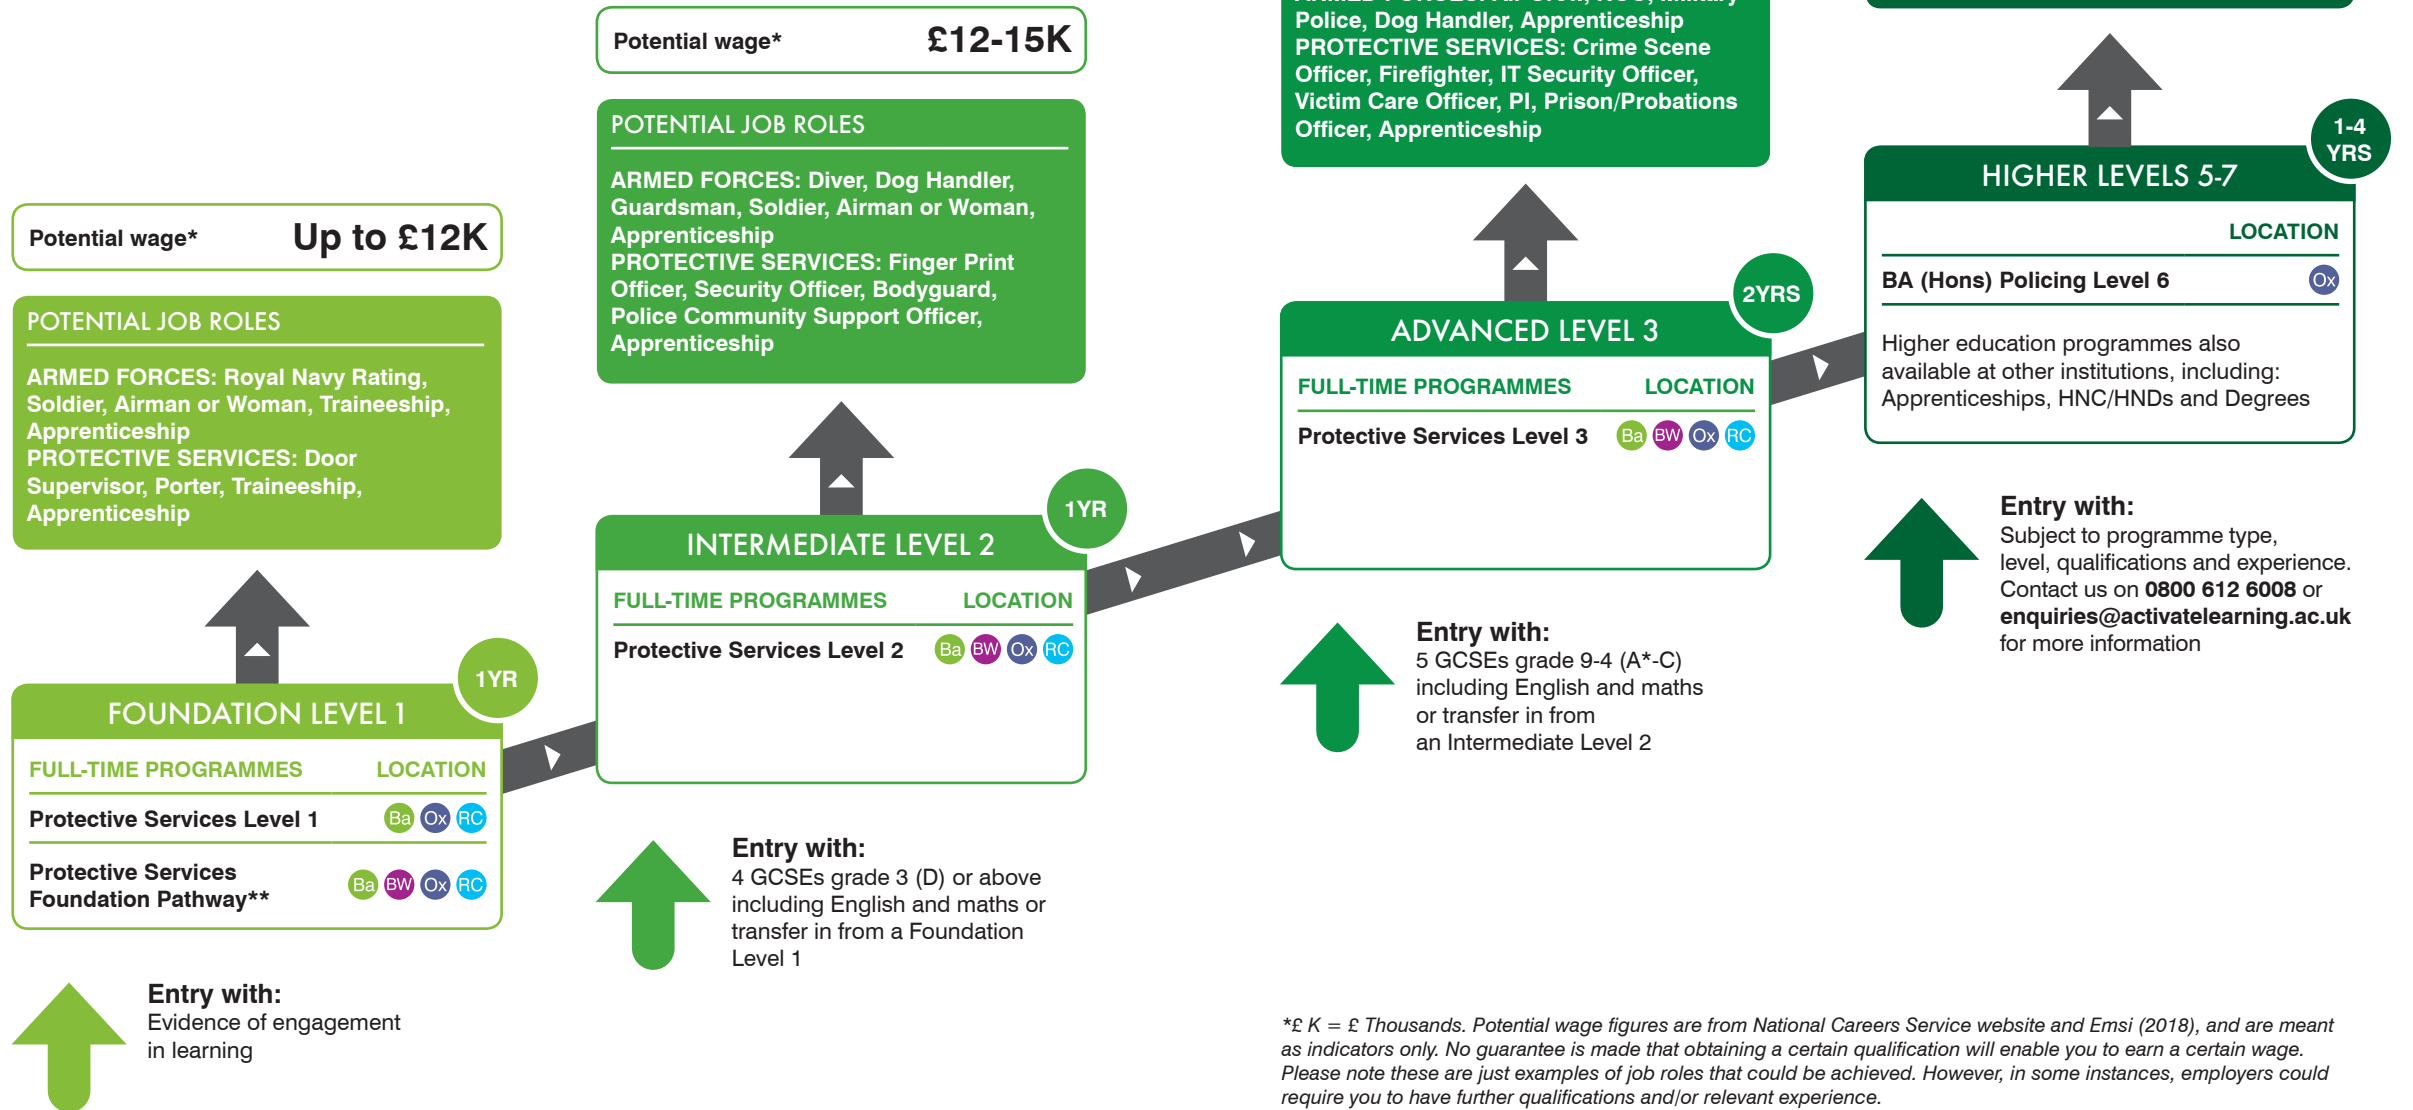 Potential wage* Up to £12K
POTENTIAL JOB ROLES
ARMED FORCES: Royal Navy Rating,
Soldier, Airman or Woman, Traineeship,
Apprenticeship
PROTECTIVE SERVICES: Door
Supervisor, Porter, Traineeship,
Apprenticeship
1YR
FOUNDATION LEVEL 1
FULL-TIME PROGRAMMES LOCATION
Protective Services Level 1 Ba Ox RC
Protective Services
Foundation Pathway** Ba BW Ox RC
Entry with:
Evidence of engagement
in learning
Potential wage* £12-15K
POTENTIAL JOB ROLES
ARMED FORCES: Diver, Dog Handler,
Guardsman, Soldier, Airman or Woman,
Apprenticeship
PROTECTIVE SERVICES: Finger Print
Officer, Security Officer, Bodyguard,
Police Community Support Officer,
Apprenticeship
1YR
INTERMEDIATE LEVEL 2
FULL-TIME PROGRAMMES LOCATION
Protective Services Level 2 Ba BW Ox RC
Entry with:
4 GCSEs grade 3 (D) or above
including English and maths or
transfer in from a Foundation
Level 1
Police, Dog Handler, Apprenticeship
PROTECTIVE SERVICES: Crime Scene
Officer, Firefighter, IT Security Officer,
Victim Care Officer, PI, Prison/Probations
Officer, Apprenticeship
2YRS
ADVANCED LEVEL 3
FULL-TIME PROGRAMMES LOCATION
Protective Services Level 3 Ba BW Ox RC
Entry with:
5 GCSEs grade 9-4 (A*-C)
including English and maths
or transfer in from
an Intermediate Level 2
1-4
YRS
HIGHER LEVELS 5-7
LOCATION
BA (Hons) Policing Level 6 Ox
Higher education programmes also
available at other institutions, including:
Apprenticeships, HNC/HNDs and Degrees
Entry with:
Subject to programme type,
level, qualifications and experience.
Contact us on 0800 612 6008 or
enquiries@activatelearning.ac.uk
for more information
*£ K = £ Thousands. Potential wage figures are from National Careers Service website and Emsi (2018), and are meant
as indicators only. No guarantee is made that obtaining a certain qualification will enable you to earn a certain wage.
Please note these are just examples of job roles that could be achieved. However, in some instances, employers could
require you to have further qualifications and/or relevant experience.